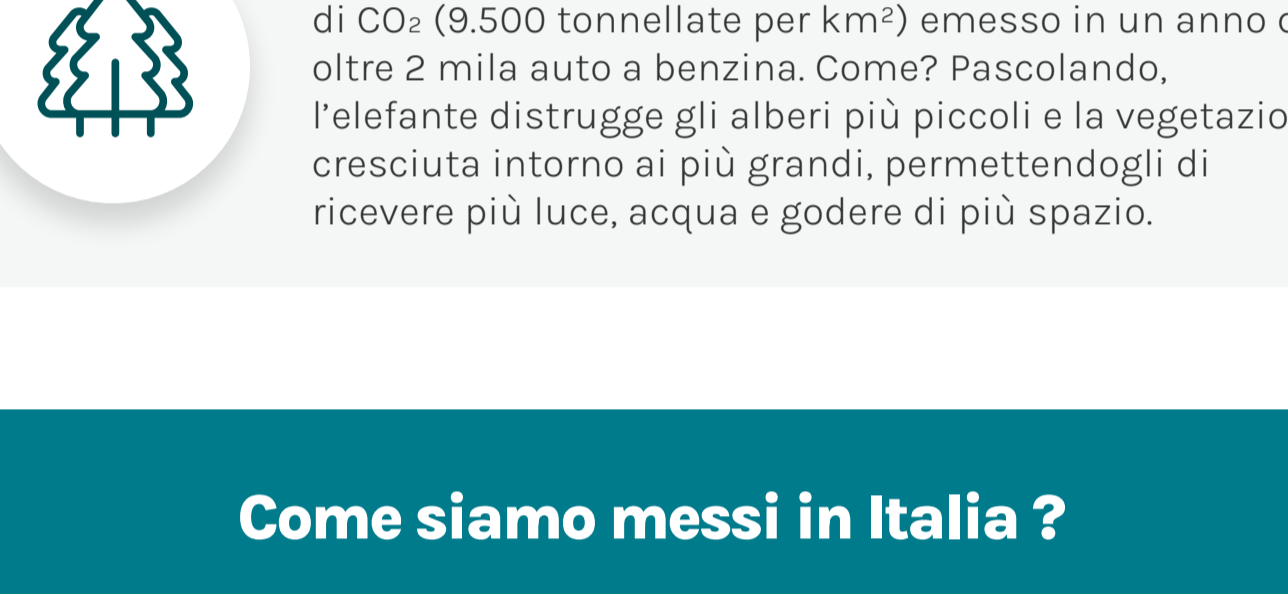 di CO₂ (9.500 tonnellate per km²) emesso in un anno
oltre 2 mila auto a benzina. Come? Pascolando,
l’elefante distrugge gli alberi più piccoli e la
cresciuta intorno ai più grandi, permettendogli di
ricevere più luce, acqua e godere di più spazio.
Come siamo messi in Italia ?